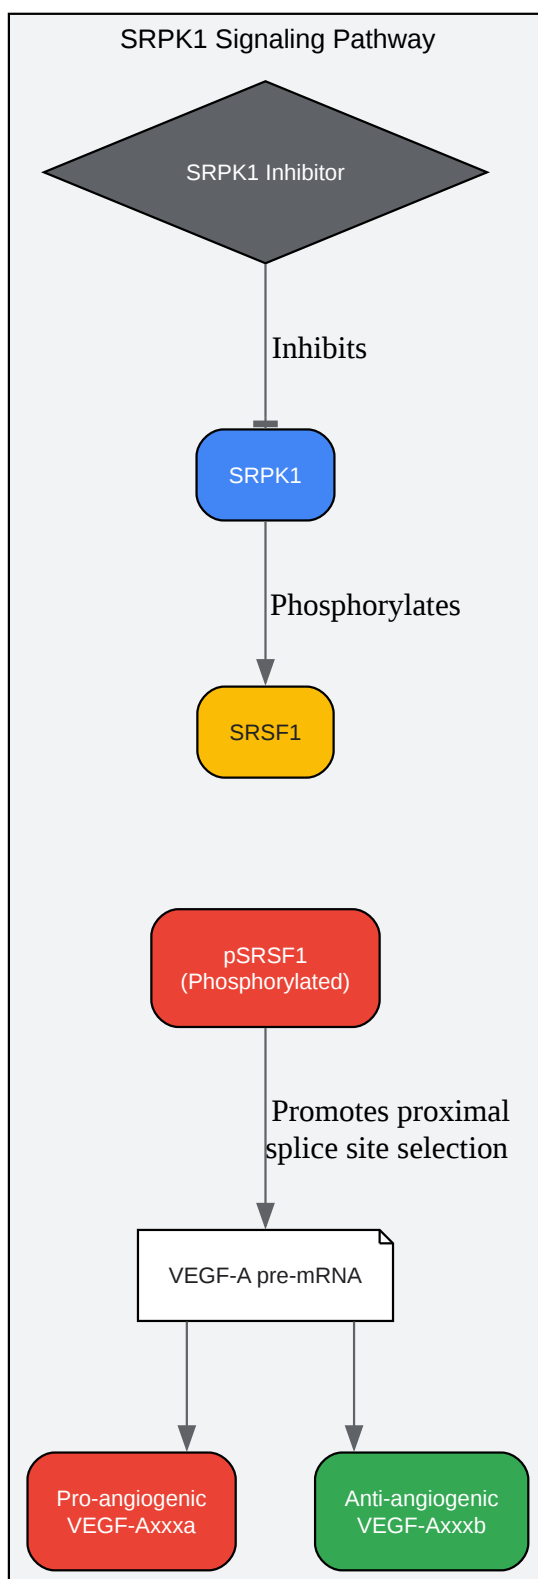 SRPK1 Signaling Pathway
SRPK1 Inhibitor
Inhibits
SRPK1
Phosphorylates
SRSF1
pSRSF1
(Phosphorylated)
Promotes proximal
splice site selection
VEGF-A pre-mRNA
Pro-angiogenic
VEGF-Axxxa
Anti-angiogenic
VEGF-Axxxb